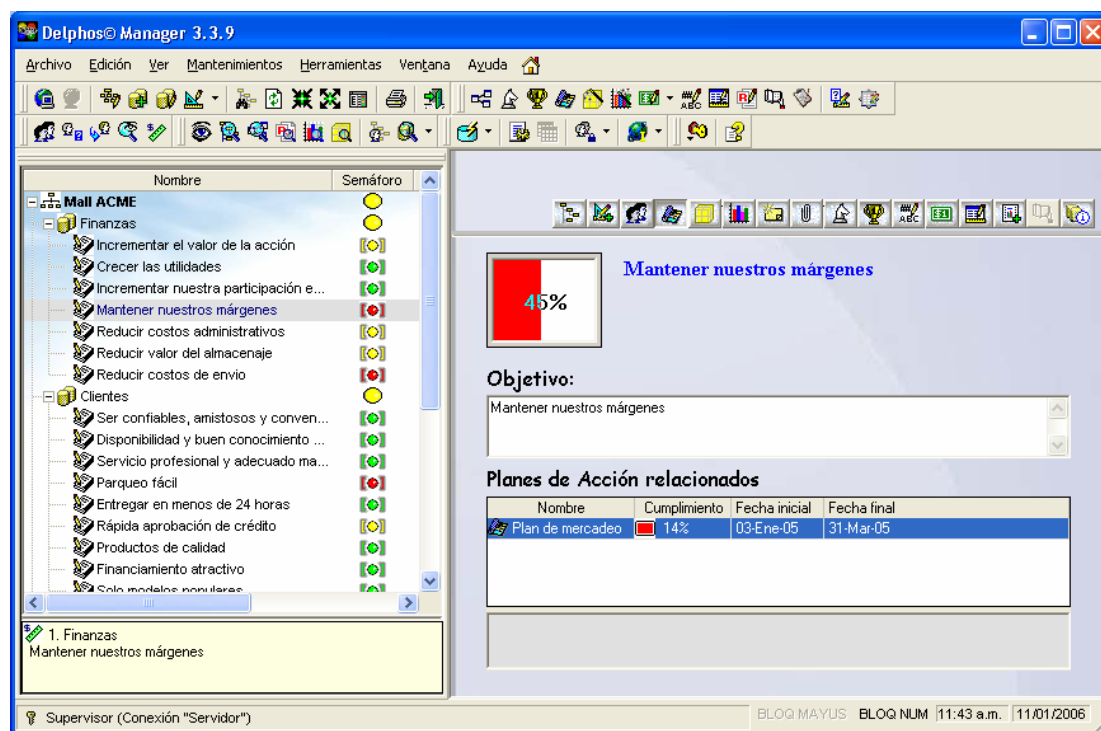 Delphos© Manager 3.3.9
Archivo Edición Ver Mantenimientos Herramientas Ventana Ayuda
Nombre Semáforo
Mall ACME
Finanzas
Incrementar el valor de la acción
Crecer las utilidades
Incrementar nuestra participación e...
Mantener nuestros márgenes
Reducir costos administrativos
Reducir valor del almacenaje
Reducir costos de envio
Clientes
Ser confiables, amistosos y conven...
Disponibilidad y buen conocimiento ...
Servicio profesional y adecuado ma...
Parqueo fácil
Entregar en menos de 24 horas
Rápida aprobación de crédito
Productos de calidad
Financiamiento atractivo
Solo modelos populares
1. Finanzas
Mantener nuestros márgenes
45%
Mantener nuestros márgenes
Objetivo:
Mantener nuestros márgenes
Planes de Acción relacionados
Nombre Cumplimiento Fecha inicial Fecha final
Plan de mercadeo 14% 03-Ene-05 31-Mar-05
Supervisor (Conexión "Servidor") BLOQ MAYUS BLOQ NUM 11:43 a.m. 11/01/2006